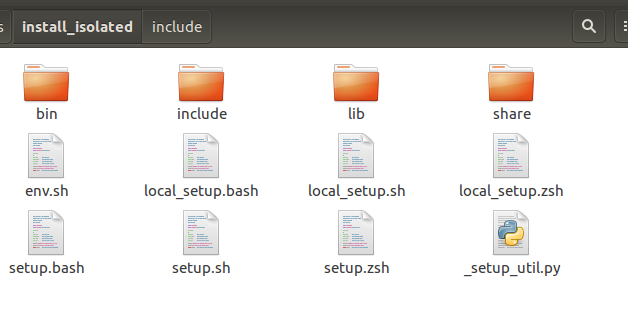 s install_isolated include
bin include lib share
env.sh local_setup.bash local_setup.sh local_setup.zsh
setup.bash setup.sh setup.zsh _setup_util.py